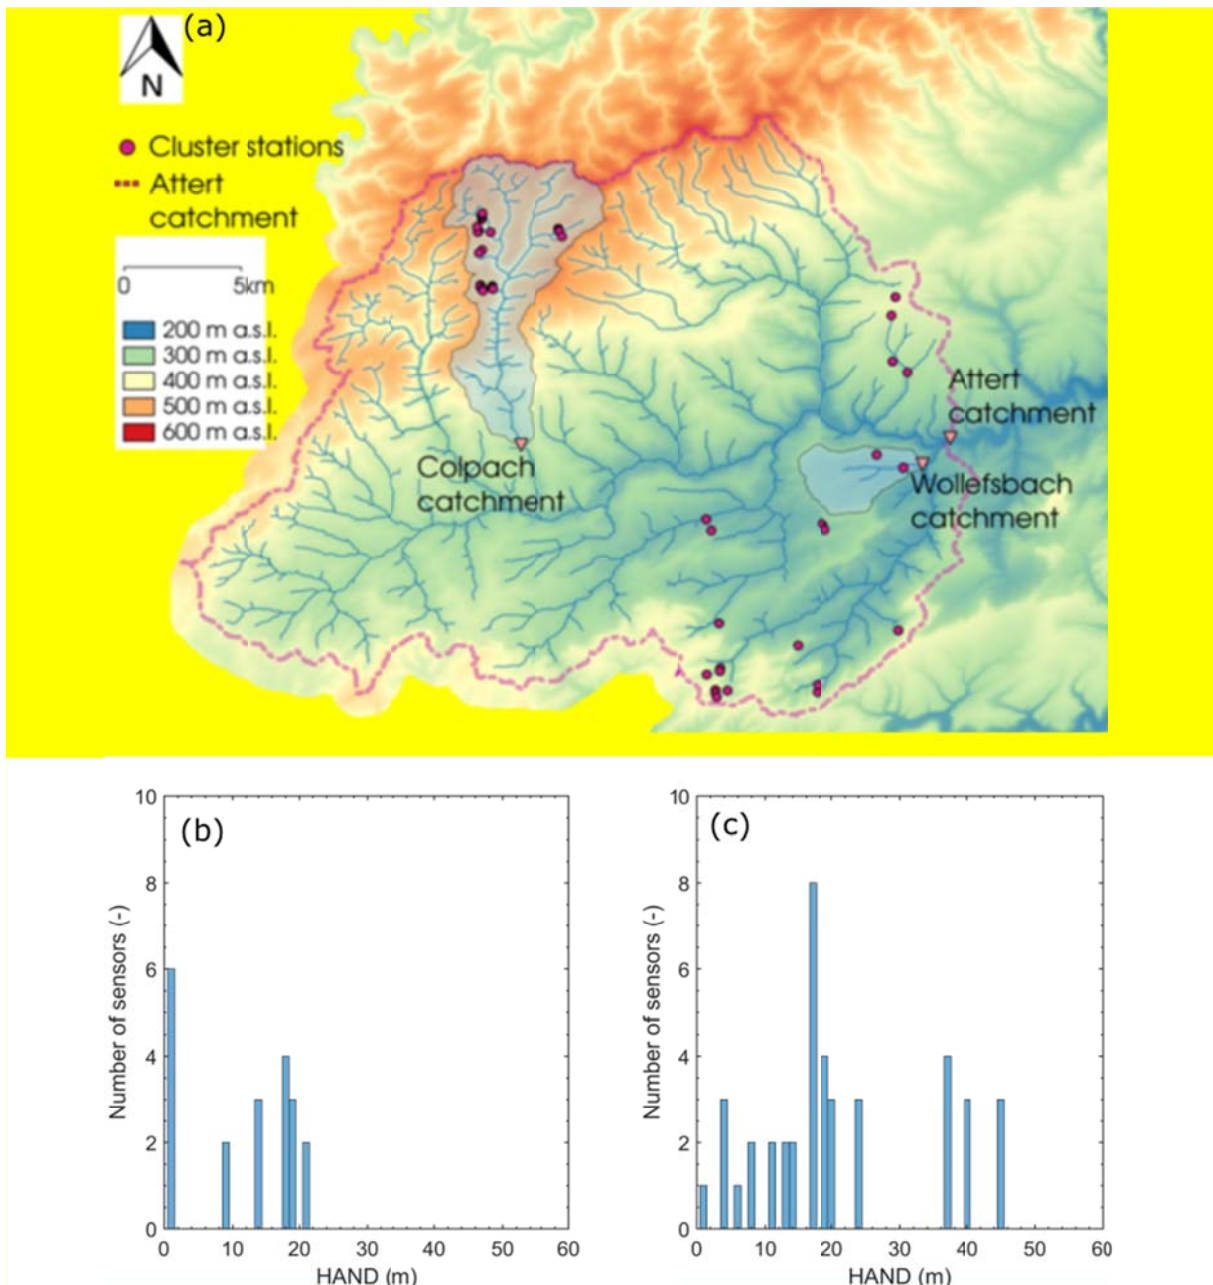 (a)
N
Cluster stations
Attert
catchment
0 5km
200 m a.s.l.
300 m a.s.l.
400 m a.s.l.
500 m a.s.l.
600 m a.s.l.
Attert
catchment
Colpach
catchment
Wollefsbach
catchment
(b)
10
8
6
4
2
0
Number of sensors (-)
0 10 20 30 40 50 60
HAND (m)
(c)
10
8
6
4
2
0
Number of sensors (-)
0 10 20 30 40 50 60
HAND (m)